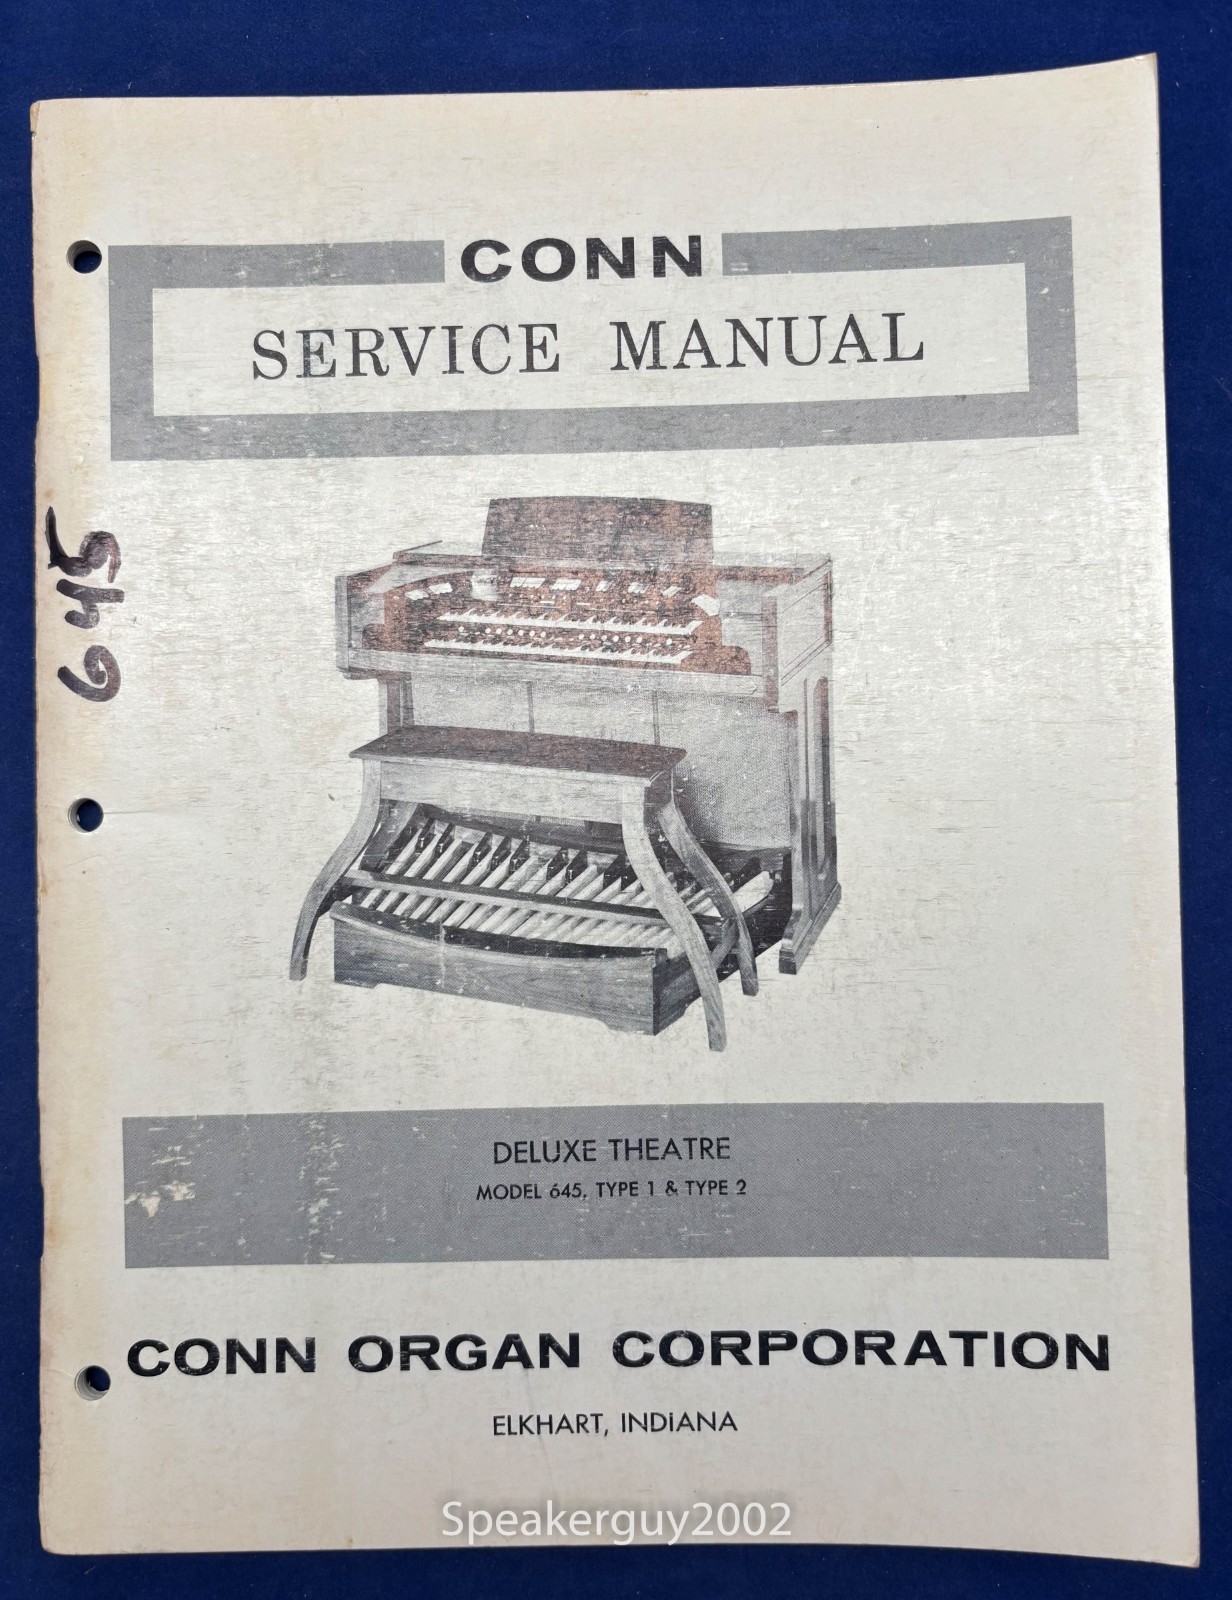 CONN
SERVICE MANUAL
645
DELUXE THEATRE
MODEL 645, TYPE 1 & TYPE 2
CONN ORGAN CORPORATION
ELKHART, INDIANA
Speakerguy2002